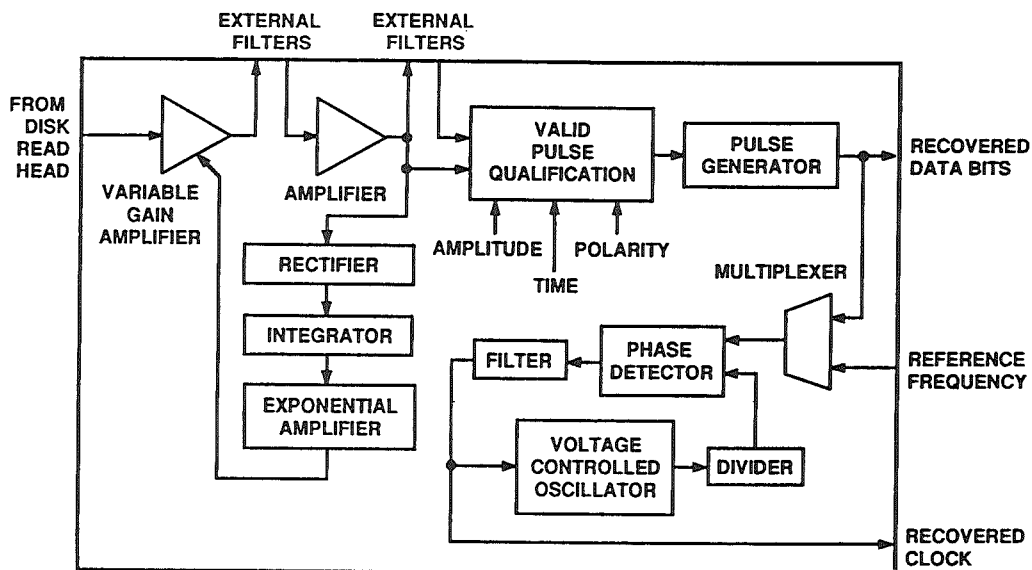 EXTERNAL
FILTERS
EXTERNAL
FILTERS
FROM
DISK
READ
HEAD
VARIABLE
GAIN
AMPLIFIER
AMPLIFIER
VALID
PULSE
QUALIFICATION
PULSE
GENERATOR
RECOVERED
DATA BITS
AMPLITUDE
TIME
POLARITY
RECTIFIER
INTEGRATOR
EXPONENTIAL
AMPLIFIER
MULTIPLEXER
FILTER
PHASE
DETECTOR
REFERENCE
FREQUENCY
VOLTAGE
CONTROLLED
OSCILLATOR
DIVIDER
RECOVERED
CLOCK